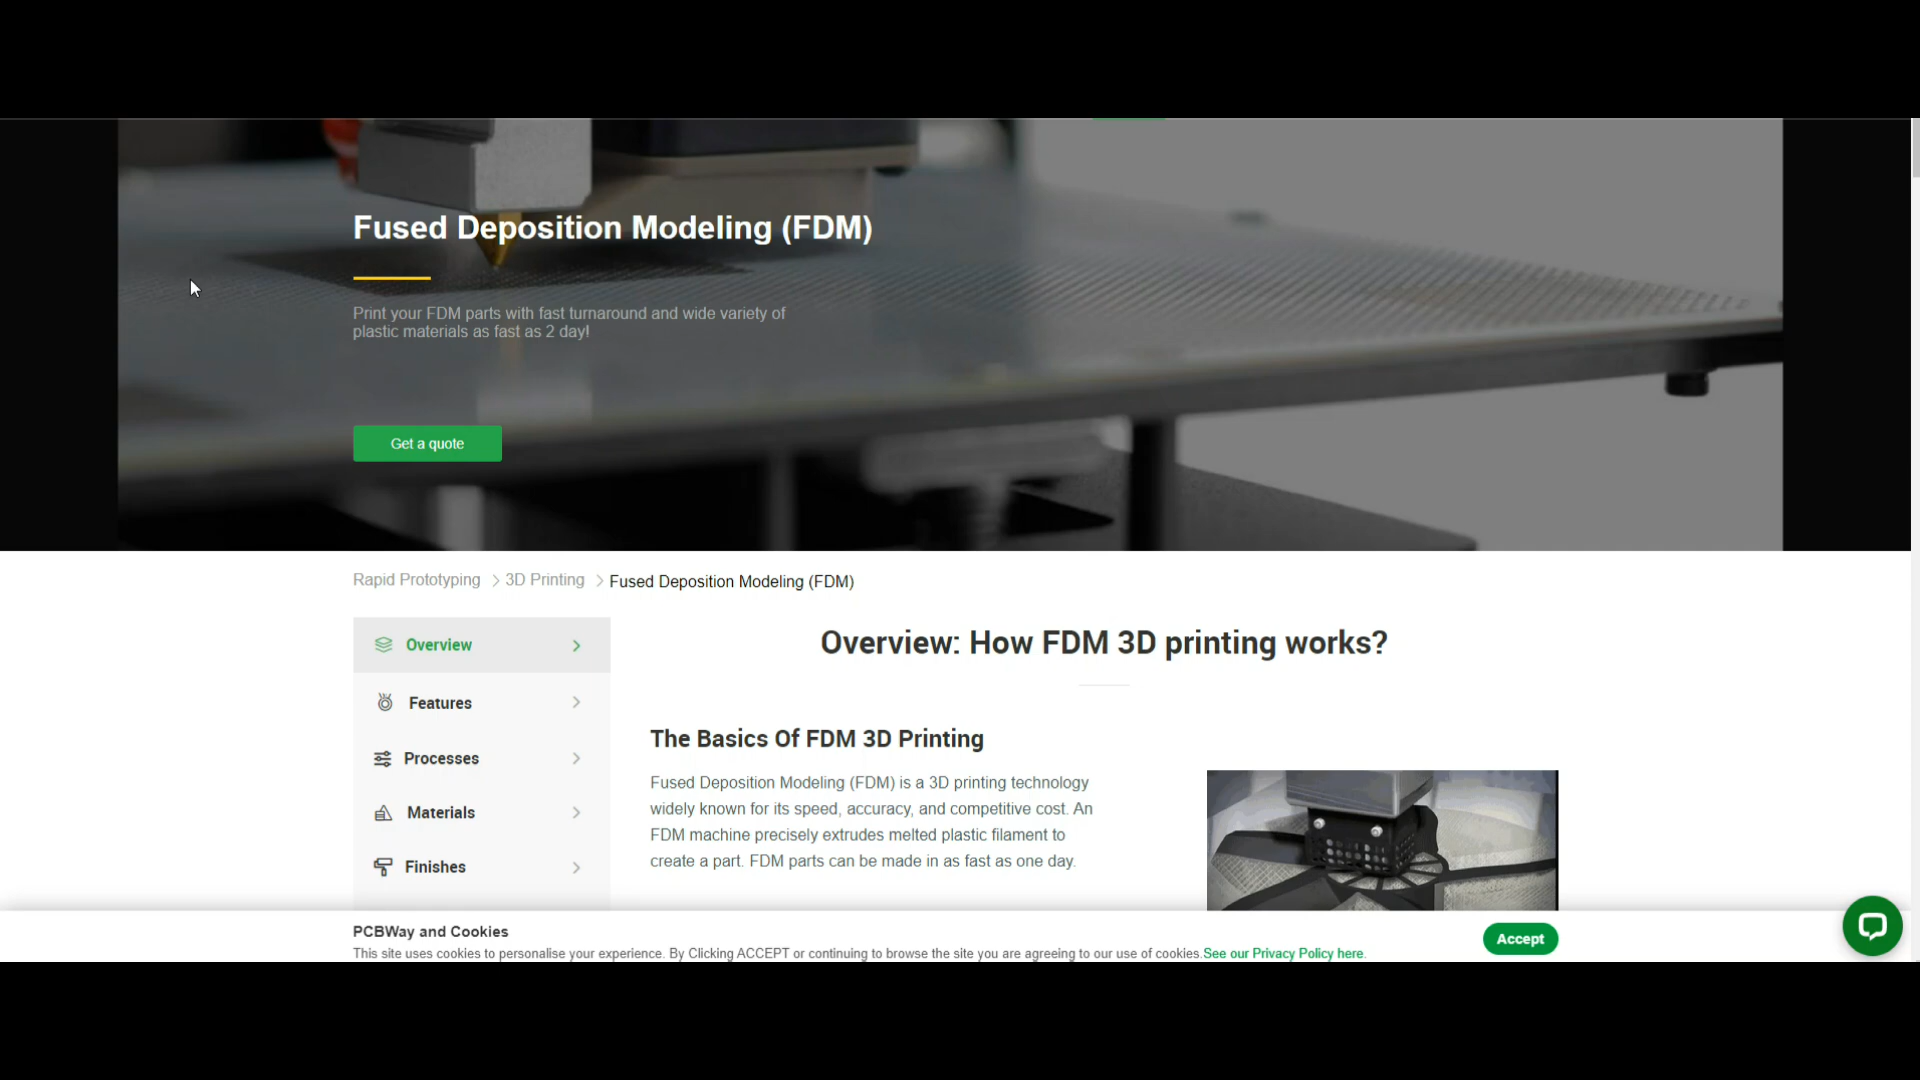 Fused Deposition Modeling (FDM)
Print your FDM parts with fast turnaround and wide variety of
plastic materials as fast as 2 day!
Get a quote
Rapid Prototyping > 3D Printing > Fused Deposition Modeling (FDM)
Overview
Features
Processes
Materials
Finishes
Overview: How FDM 3D printing works?
The Basics Of FDM 3D Printing
Fused Deposition Modeling (FDM) is a 3D printing technology
widely known for its speed, accuracy, and competitive cost. An
FDM machine precisely extrudes melted plastic filament to
create a part. FDM parts can be made in as fast as one day.
PCBWay and Cookies
This site uses cookies to personalise your experience. By Clicking ACCEPT or continuing to browse the site you are agreeing to our use of cookies.See our Privacy Policy here.
Accept